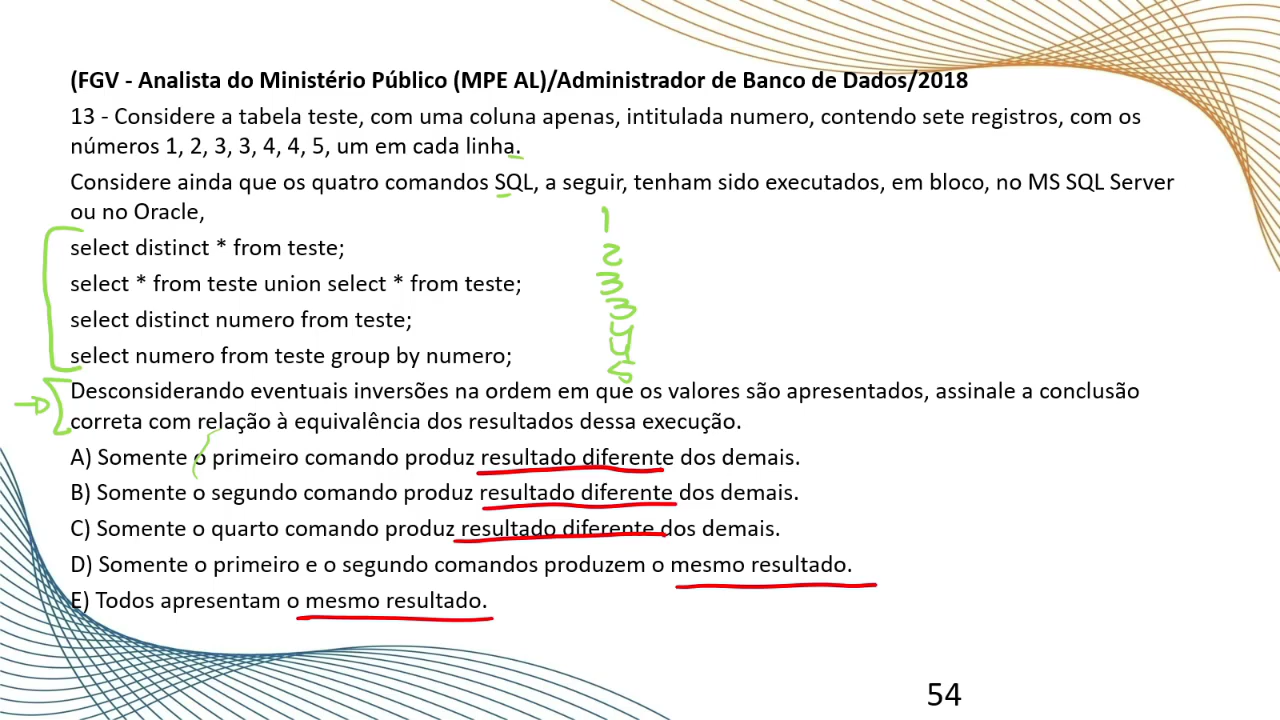 (FGV - Analista do Ministério Público (MPE AL)/Administrador de Banco de Dados/2018
13 - Considere a tabela teste, com uma coluna apenas, intitulada numero, contendo sete registros, com os
números 1, 2, 3, 3, 4, 4, 5, um em cada linha.
Considere ainda que os quatro comandos SQL, a seguir, tenham sido executados, em bloco, no MS SQL Server
ou no Oracle,
1
select distinct * from teste;
2
select * from teste union select * from teste;
3
3
select distinct numero from teste;
4
4
select numero from teste group by numero;
5
Desconsiderando eventuais inversões na ordem em que os valores são apresentados, assinale a conclusão
correta com relação à equivalência dos resultados dessa execução.
A) Somente o primeiro comando produz resultado diferente dos demais.
B) Somente o segundo comando produz resultado diferente dos demais.
C) Somente o quarto comando produz resultado diferente dos demais.
D) Somente o primeiro e o segundo comandos produzem o mesmo resultado.
E) Todos apresentam o mesmo resultado.
54